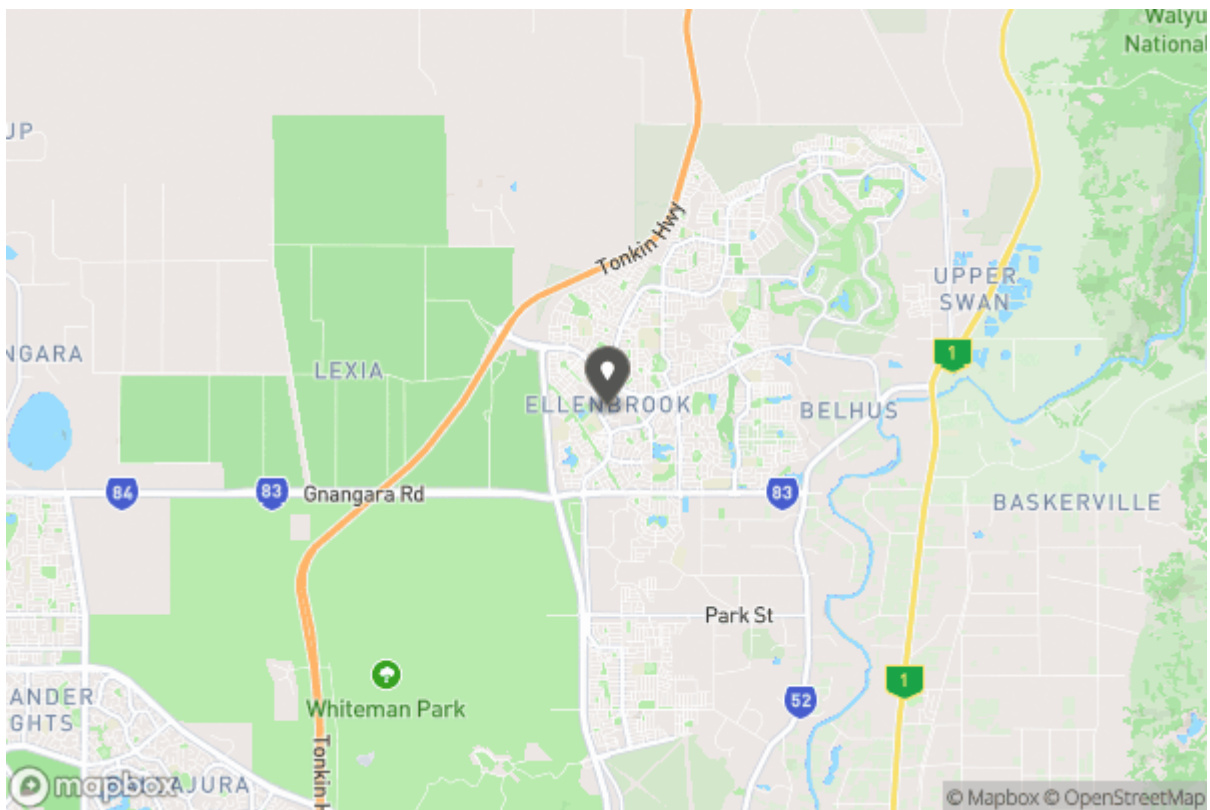 Walyu
National
UP
Tonkin Hwy
UPPER
SWAN
NGARA
LEXIA
1
ELLENBROOK
BELHUS
84
83
Gnangara Rd
83
BASKERVILLE
Park St
1
52
ANDER
GHTS
Whiteman Park
Tonkin H
mapbox
AJURA
© Mapbox © OpenStreetMap